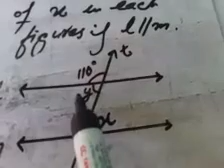 of x in each
figures if l||m.
t
110°
y
x